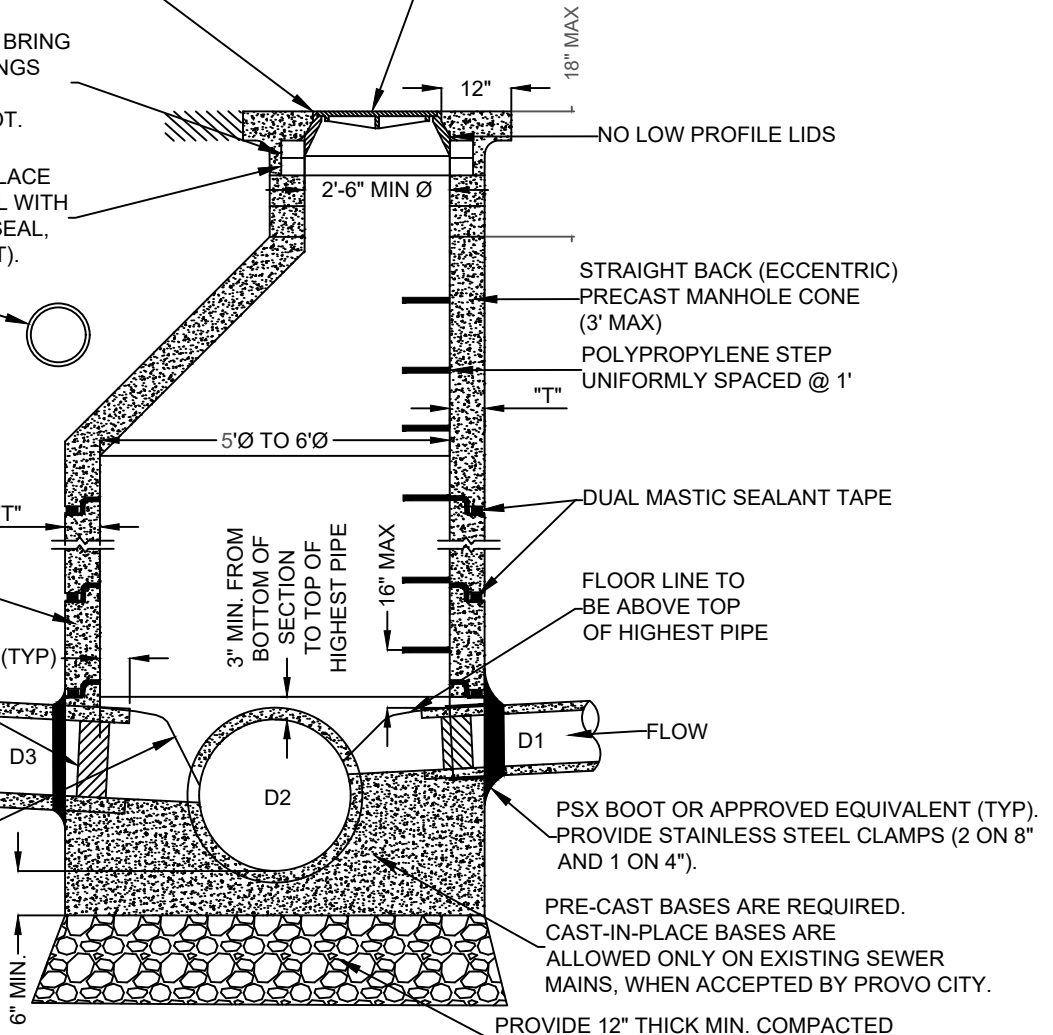 BRING
NGS
OT.
LACE
L WITH
SEAL,
T).
18" MAX
12"
NO LOW PROFILE LIDS
2'-6" MIN Ø
STRAIGHT BACK (ECCENTRIC)
PRECAST MANHOLE CONE
(3' MAX)
POLYPROPYLENE STEP
UNIFORMLY SPACED @ 1'
"T"
5'Ø TO 6'Ø
DUAL MASTIC SEALANT TAPE
T"
3" MIN. FROM
BOTTOM OF
SECTION
TO TOP OF
HIGHEST PIPE
16" MAX
FLOOR LINE TO
BE ABOVE TOP
OF HIGHEST PIPE
(TYP)
D3
D2
D1
FLOW
PSX BOOT OR APPROVED EQUIVALENT (TYP).
PROVIDE STAINLESS STEEL CLAMPS (2 ON 8"
AND 1 ON 4").
PRE-CAST BASES ARE REQUIRED.
CAST-IN-PLACE BASES ARE
ALLOWED ONLY ON EXISTING SEWER
MAINS, WHEN ACCEPTED BY PROVO CITY.
6" MIN.
PROVIDE 12" THICK MIN. COMPACTED